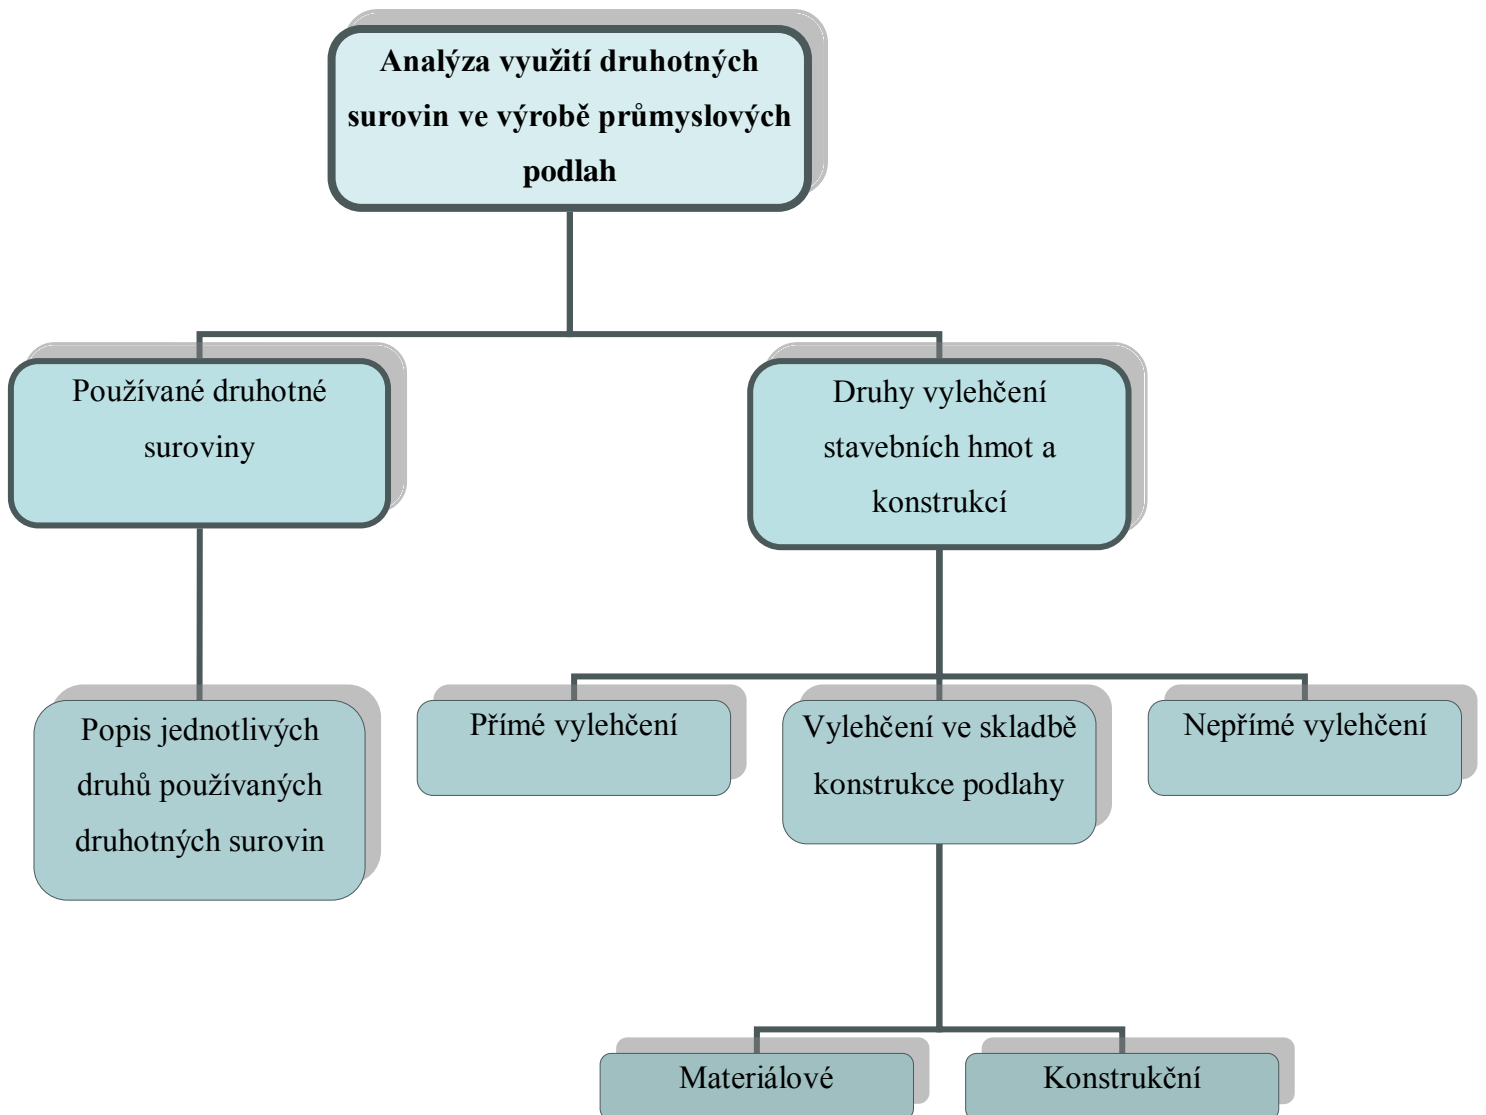 Analýza využití druhotných
surovin ve výrobě průmyslových
podlah
Používané druhotné
suroviny
Druhy vylehčení
stavebních hmot a
konstrukcí
Popis jednotlivých
druhů používaných
druhotných surovin
Přímé vylehčení
Vylehčení ve skladbě
konstrukce podlahy
Nepřímé vylehčení
Materiálové
Konstrukční